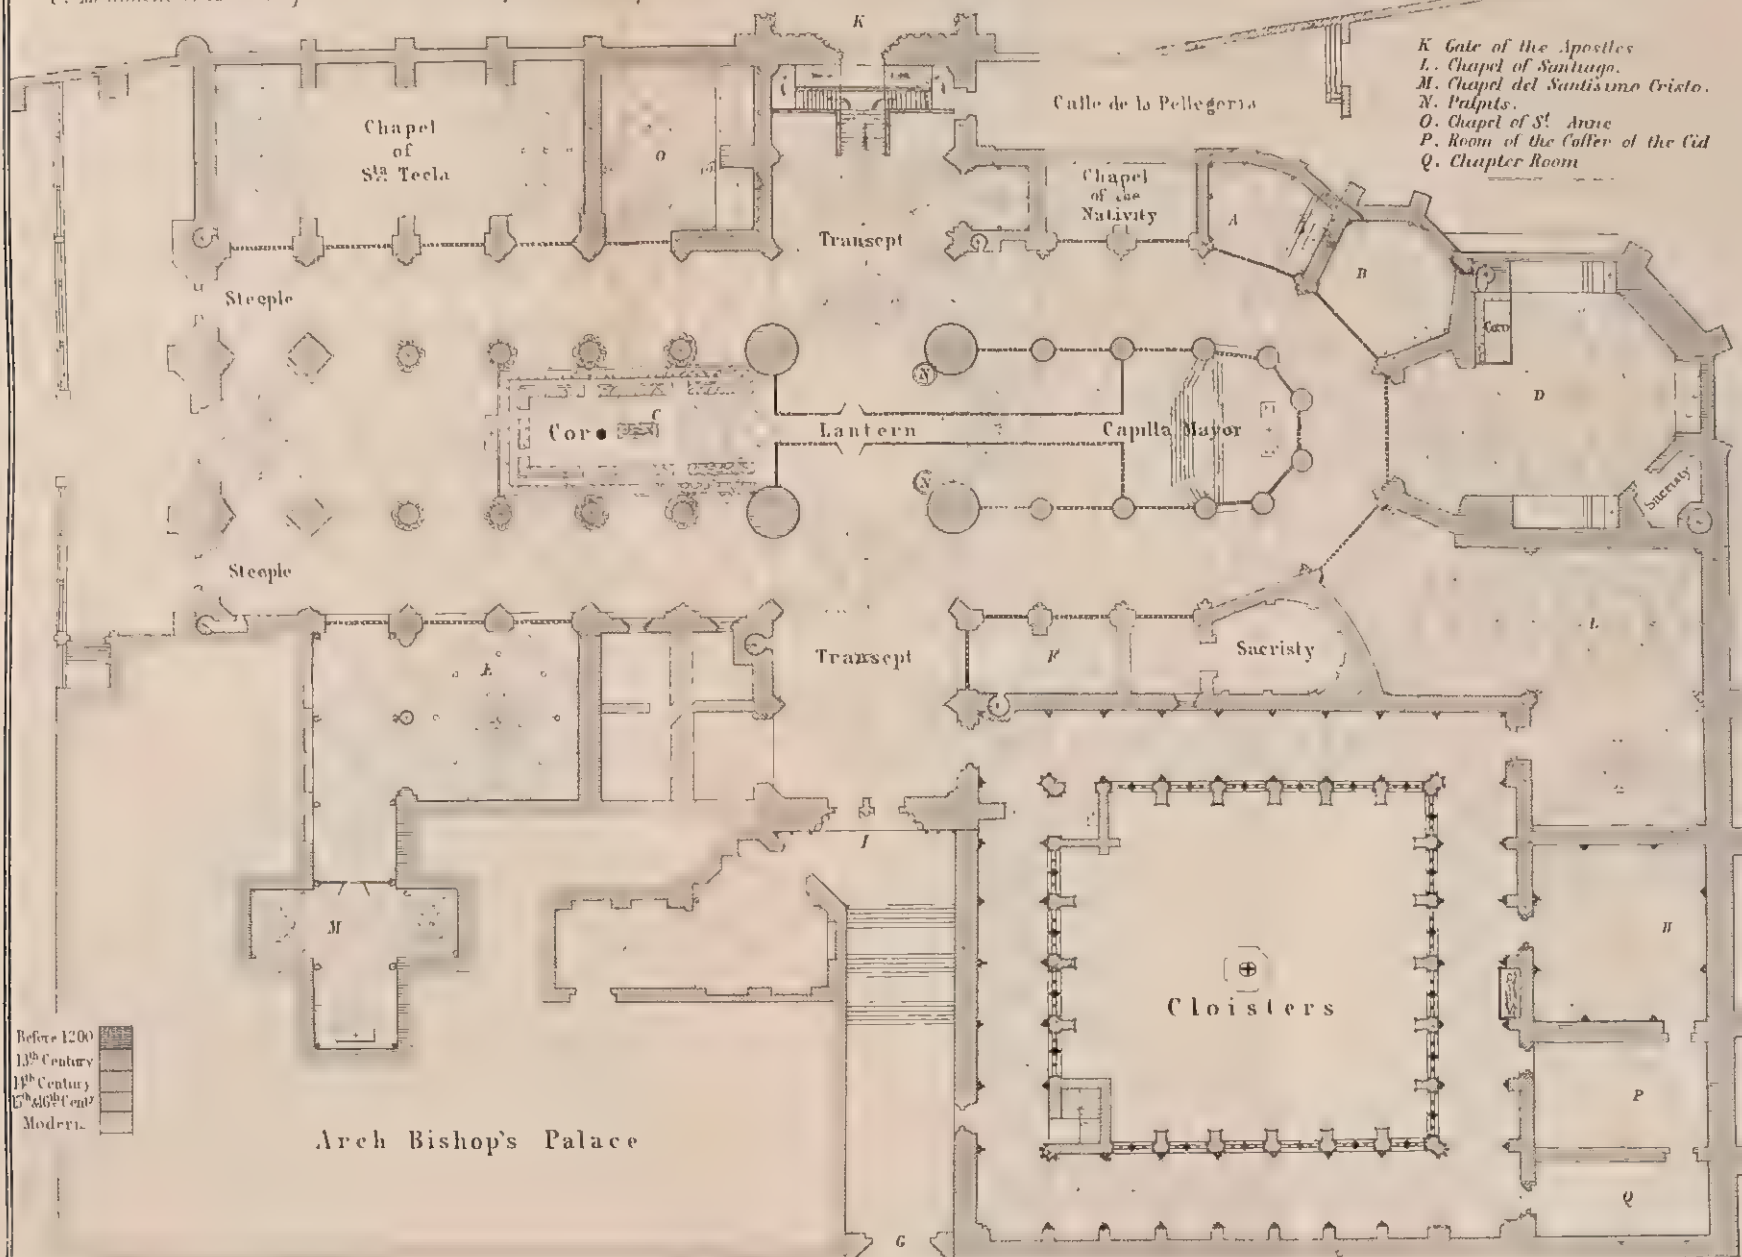 K Gate of the Apostles
L. Chapel of Santiago.
M. Chapel del Santisimo Cristo.
N. Pulpits.
O. Chapel of St. Anne
P. Room of the Coffer of the Cid
Q. Chapter Room
K
Calle de la Pellegeria
Chapel
of
Sta. Tecla
O
Chapel
of the
Nativity
A
Transept
B
Steeple
Coro
N
D
C
Coro
Lantern
Capilla Mayor
N
Sacristy
Steeple
L
Transept
F
Sacristy
E
I
M
H
Cloisters
Before 1200
13th Century
14th Century
15th & 16th Centy
Modern.
P
Arch Bishop's Palace
Q
G